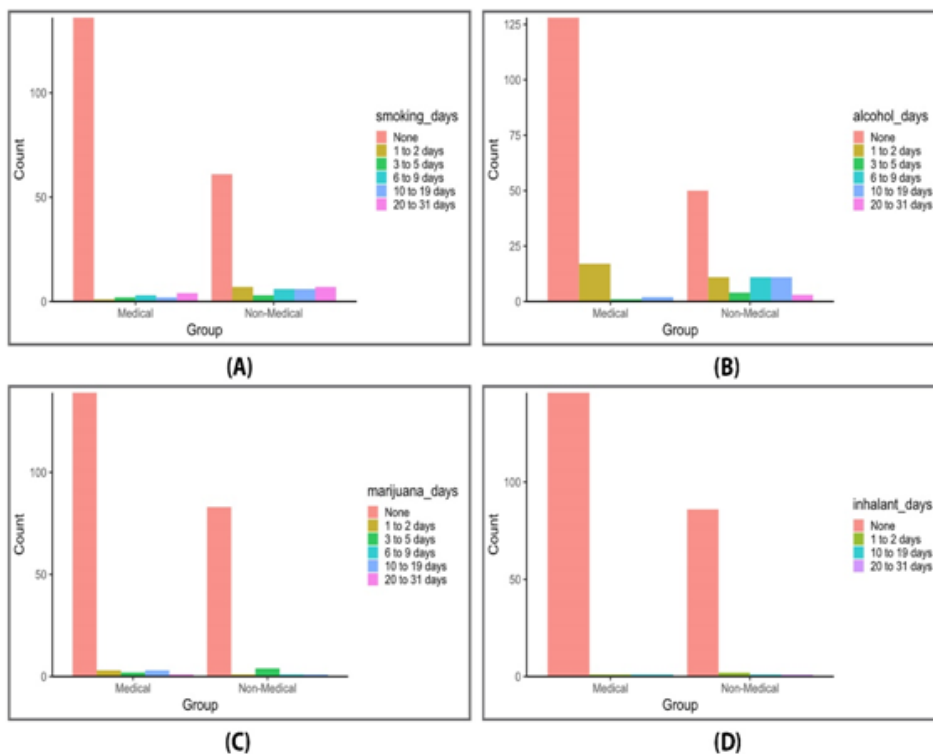 Count
100
50
0
Medical
Non-Medical
Group
smoking_days
None
1 to 2 days
3 to 5 days
6 to 9 days
10 to 19 days
20 to 31 days
(A)
Count
125
100
75
50
25
0
Medical
Non-Medical
Group
alcohol_days
None
1 to 2 days
3 to 5 days
6 to 9 days
10 to 19 days
20 to 31 days
(B)
Count
100
50
0
Medical
Non-Medical
Group
marijuana_days
None
1 to 2 days
3 to 5 days
6 to 9 days
10 to 19 days
20 to 31 days
(C)
Count
100
50
0
Medical
Non-Medical
Group
inhalant_days
None
1 to 2 days
10 to 19 days
20 to 31 days
(D)